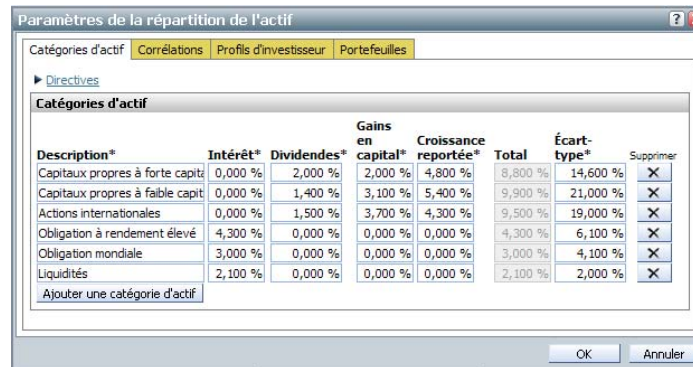 Paramètres de la répartition de l'actif ?
Catégories d'actif Corrélations Profils d'investisseur Portefeuilles
Directives
Catégories d'actif
Description* Intérêt* Dividendes* Gains en capital* Croissance reportée* Total Écart-type* Supprimer
Capitaux propres à forte capita 0,000 % 2,000 % 2,000 % 4,800 % 8,800 % 14,600 % X
Capitaux propres à faible capit 0,000 % 1,400 % 3,100 % 5,400 % 9,900 % 21,000 % X
Actions internationales 0,000 % 1,500 % 3,700 % 4,300 % 9,500 % 19,000 % X
Obligation à rendement élevé 4,300 % 0,000 % 0,000 % 0,000 % 4,300 % 6,100 % X
Obligation mondiale 3,000 % 0,000 % 0,000 % 0,000 % 3,000 % 4,100 % X
Liquidités 2,100 % 0,000 % 0,000 % 0,000 % 2,100 % 2,000 % X
Ajouter une catégorie d'actif
OK Annuler